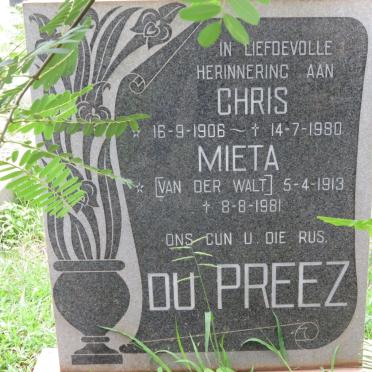 IN LIEFDEVOLLE
HERINNERING AAN
CHRIS
☆ 16-9-1906 ~ ✝ 14-7-1980
MIETA
☆ [VAN DER WALT] 5-4-1913
✝ 8-8-1981
ONS GUN U DIE RUS.
DU PREEZ